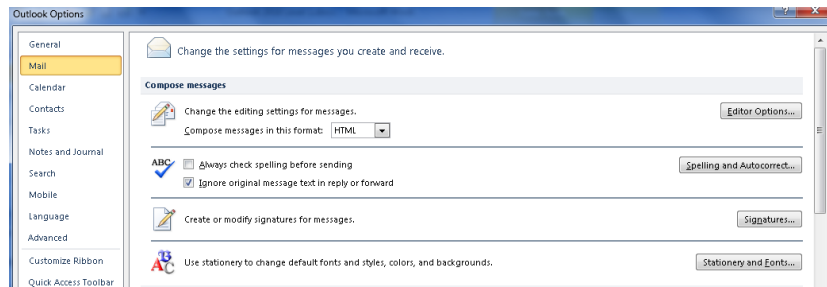 Outlook Options
General
Mail
Calendar
Contacts
Tasks
Notes and Journal
Search
Mobile
Language
Advanced
Customize Ribbon
Quick Access Toolbar
Change the settings for messages you create and receive.
Compose messages
Change the editing settings for messages.
Editor Options...
Compose messages in this format: HTML
ABC
Always check spelling before sending
Spelling and Autocorrect...
Ignore original message text in reply or forward
Create or modify signatures for messages.
Signatures...
ABC
Use stationery to change default fonts and styles, colors, and backgrounds.
Stationery and Fonts...